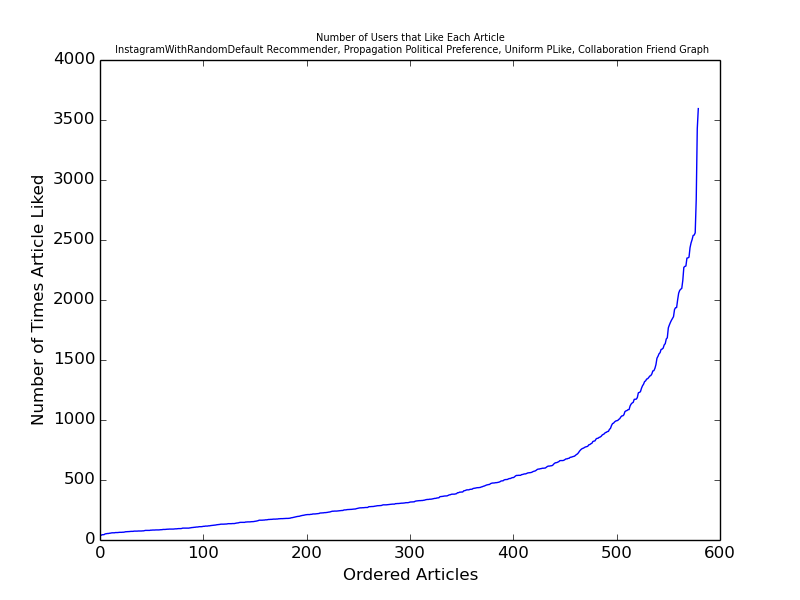 Number of Users that Like Each Article
InstagramWithRandomDefault Recommender, Propagation Political Preference, Uniform PLike, Collaboration Friend Graph
4000
3500
3000
2500
2000
1500
1000
500
0
Number of Times Article Liked
0 100 200 300 400 500 600
Ordered Articles